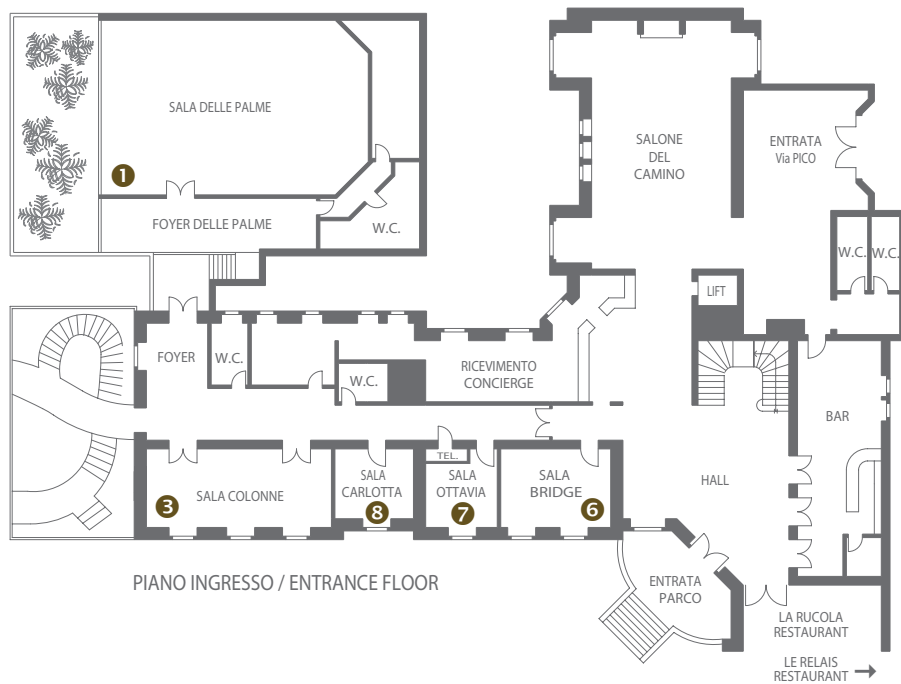 SALA DELLE PALME
1
FOYER DELLE PALME
W.C.
SALONE
DEL
CAMINO
ENTRATA
Via PICO
W.C.
W.C.
LIFT
FOYER
W.C.
W.C.
RICEVIMENTO
CONCIERGE
BAR
TEL.
SALA COLONNE
3
SALA
CARLOTTA
8
SALA
OTTAVIA
7
SALA
BRIDGE
6
HALL
PIANO INGRESSO / ENTRANCE FLOOR
ENTRATA
PARCO
LA RUCOLA
RESTAURANT
LE RELAIS
RESTAURANT